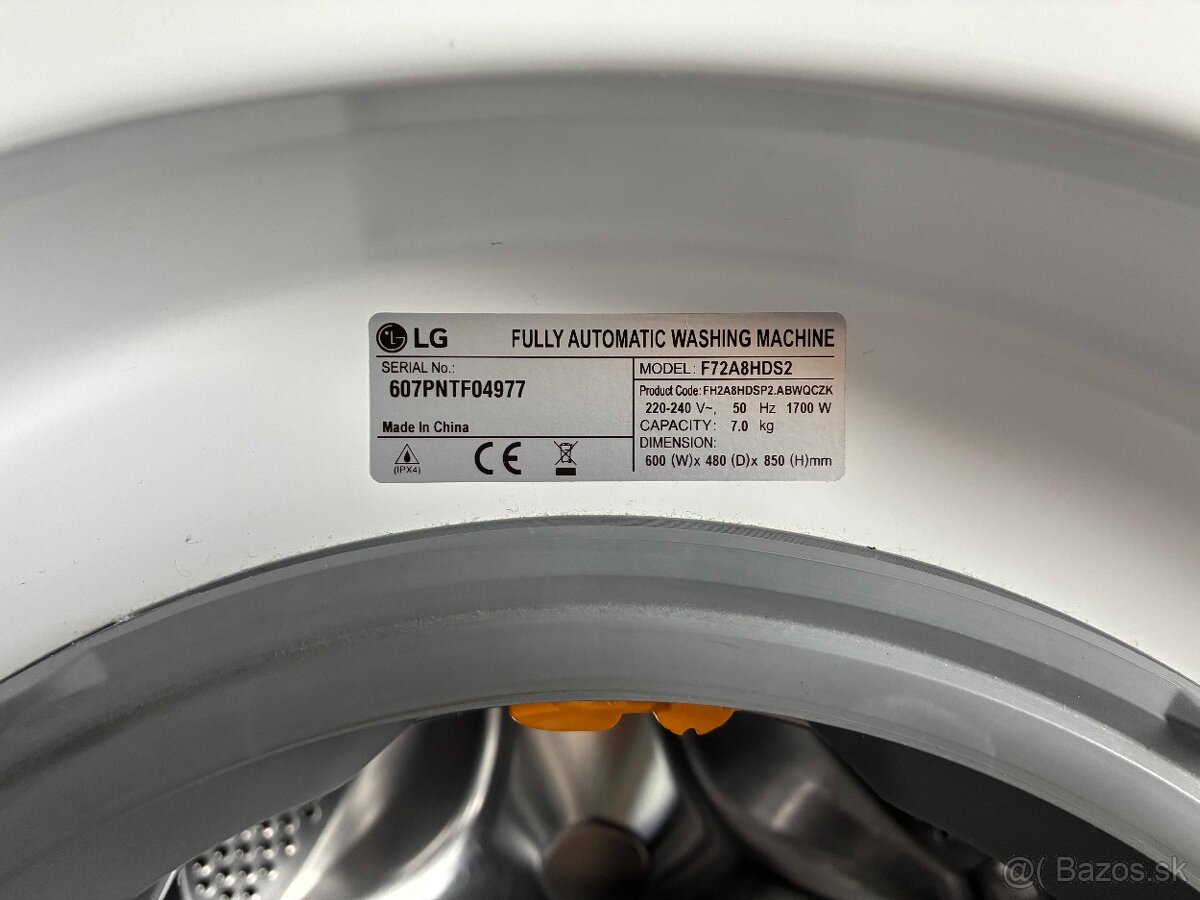 LG FULLY AUTOMATIC WASHING MACHINE
SERIAL No.:
607PNTF04977
Made In China
(IPX4)
CE
MODEL: F72A8HDS2
Product Code: FH2A8HDSP2.ABWQCZK
220-240 V~, 50 Hz 1700 W
CAPACITY: 7.0 kg
DIMENSION:
600 (W)x 480 (D)x 850 (H)mm
@( Bazos.sk